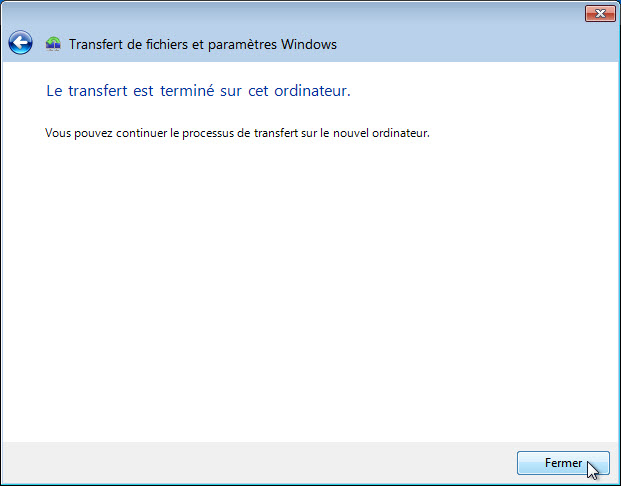 Transfert de fichiers et paramètres Windows
Le transfert est terminé sur cet ordinateur.
Vous pouvez continuer le processus de transfert sur le nouvel ordinateur.
Fermer